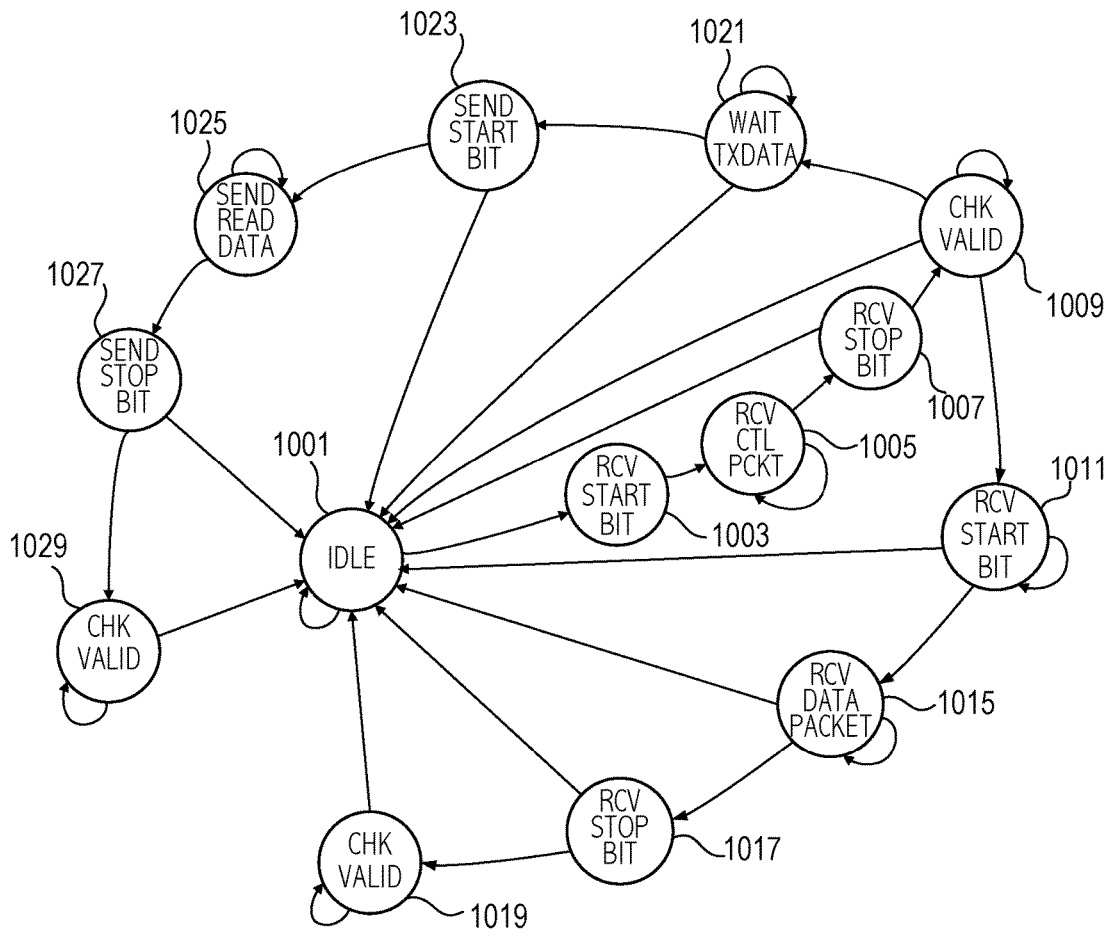 1023
SEND
START
BIT
1021
WAIT
TXDATA
1025
SEND
READ
DATA
CHK
VALID
1009
1027
SEND
STOP
BIT
RCV
STOP
BIT
1007
RCV
CTL
PCKT
1005
1001
IDLE
RCV
START
BIT
1003
RCV
START
BIT
1011
1029
CHK
VALID
RCV
DATA
PACKET
1015
RCV
STOP
BIT
1017
CHK
VALID
1019